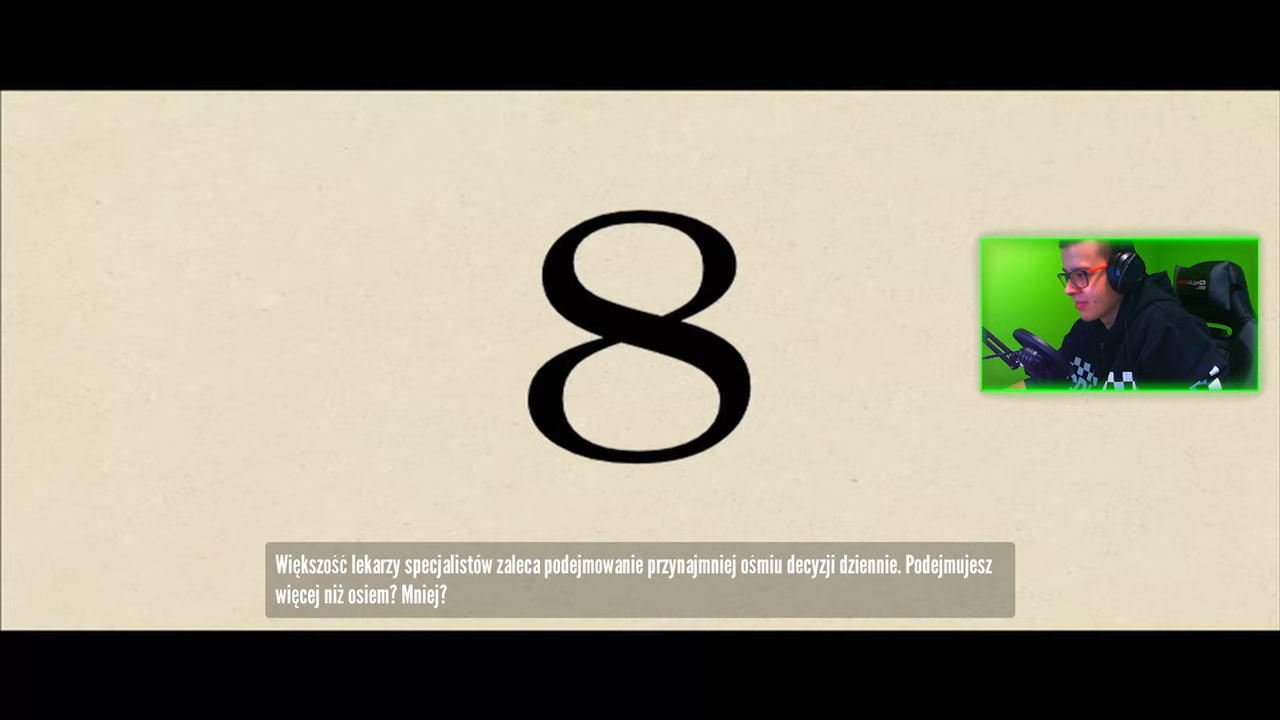 8
Większość lekarzy specjalistów zaleca podejmowanie przynajmniej ośmiu decyzji dziennie. Podejmujesz
więcej niż osiem? Mniej?